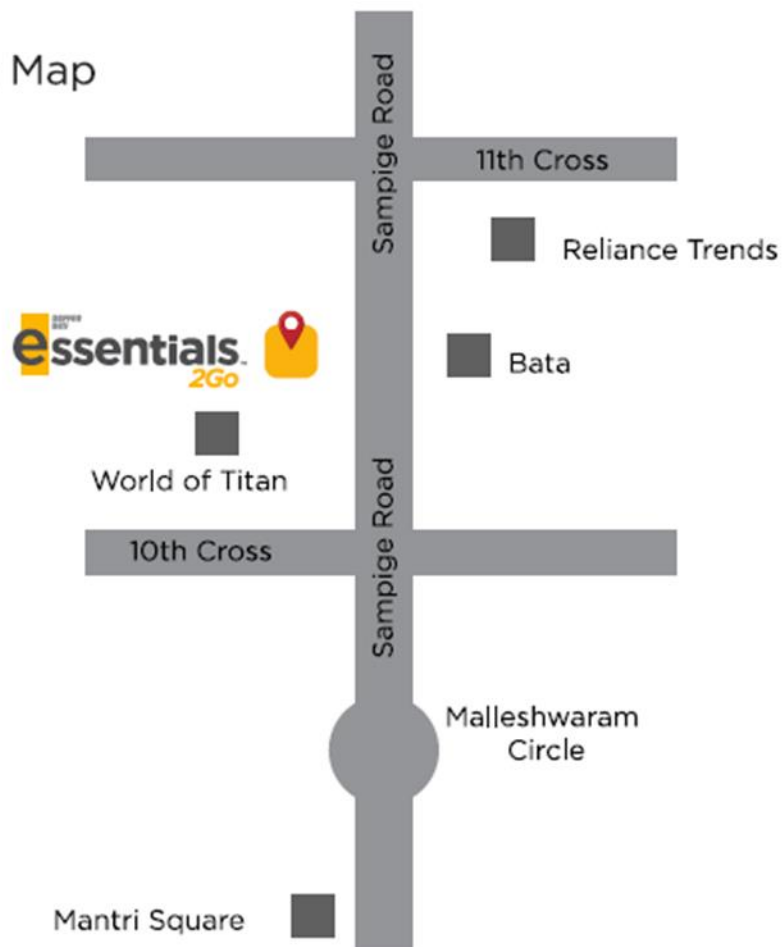 Map
Sampige Road
11th Cross
Reliance Trends
essentials
2Go
Bata
World of Titan
Sampige Road
10th Cross
Malleshwaram
Circle
Mantri Square